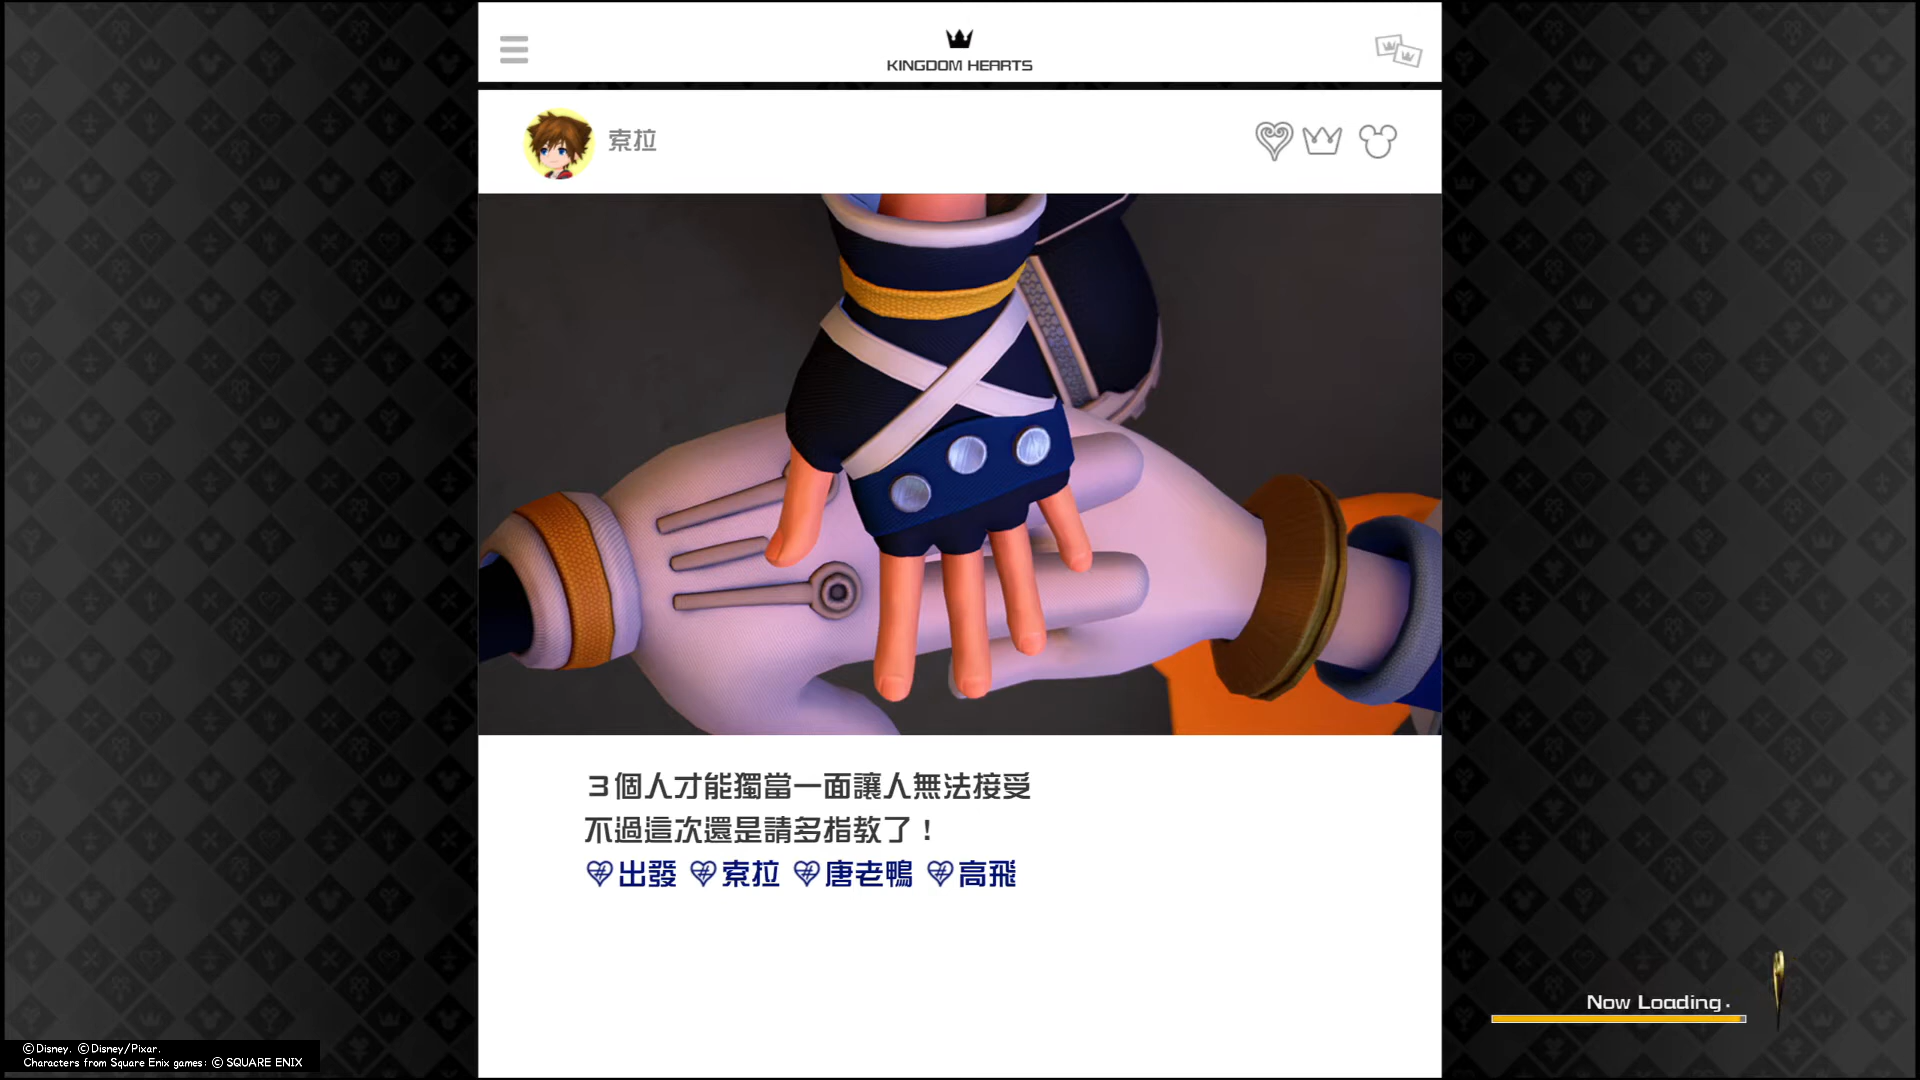 KINGDOM HEARTS
索拉
３個人才能獨當一面讓人無法接受
不過這次還是請多指教了！
#出發 #索拉 #唐老鴨 #高飛
Now Loading.
©Disney. ©Disney/Pixar.
Characters from Square Enix games: © SQUARE ENIX